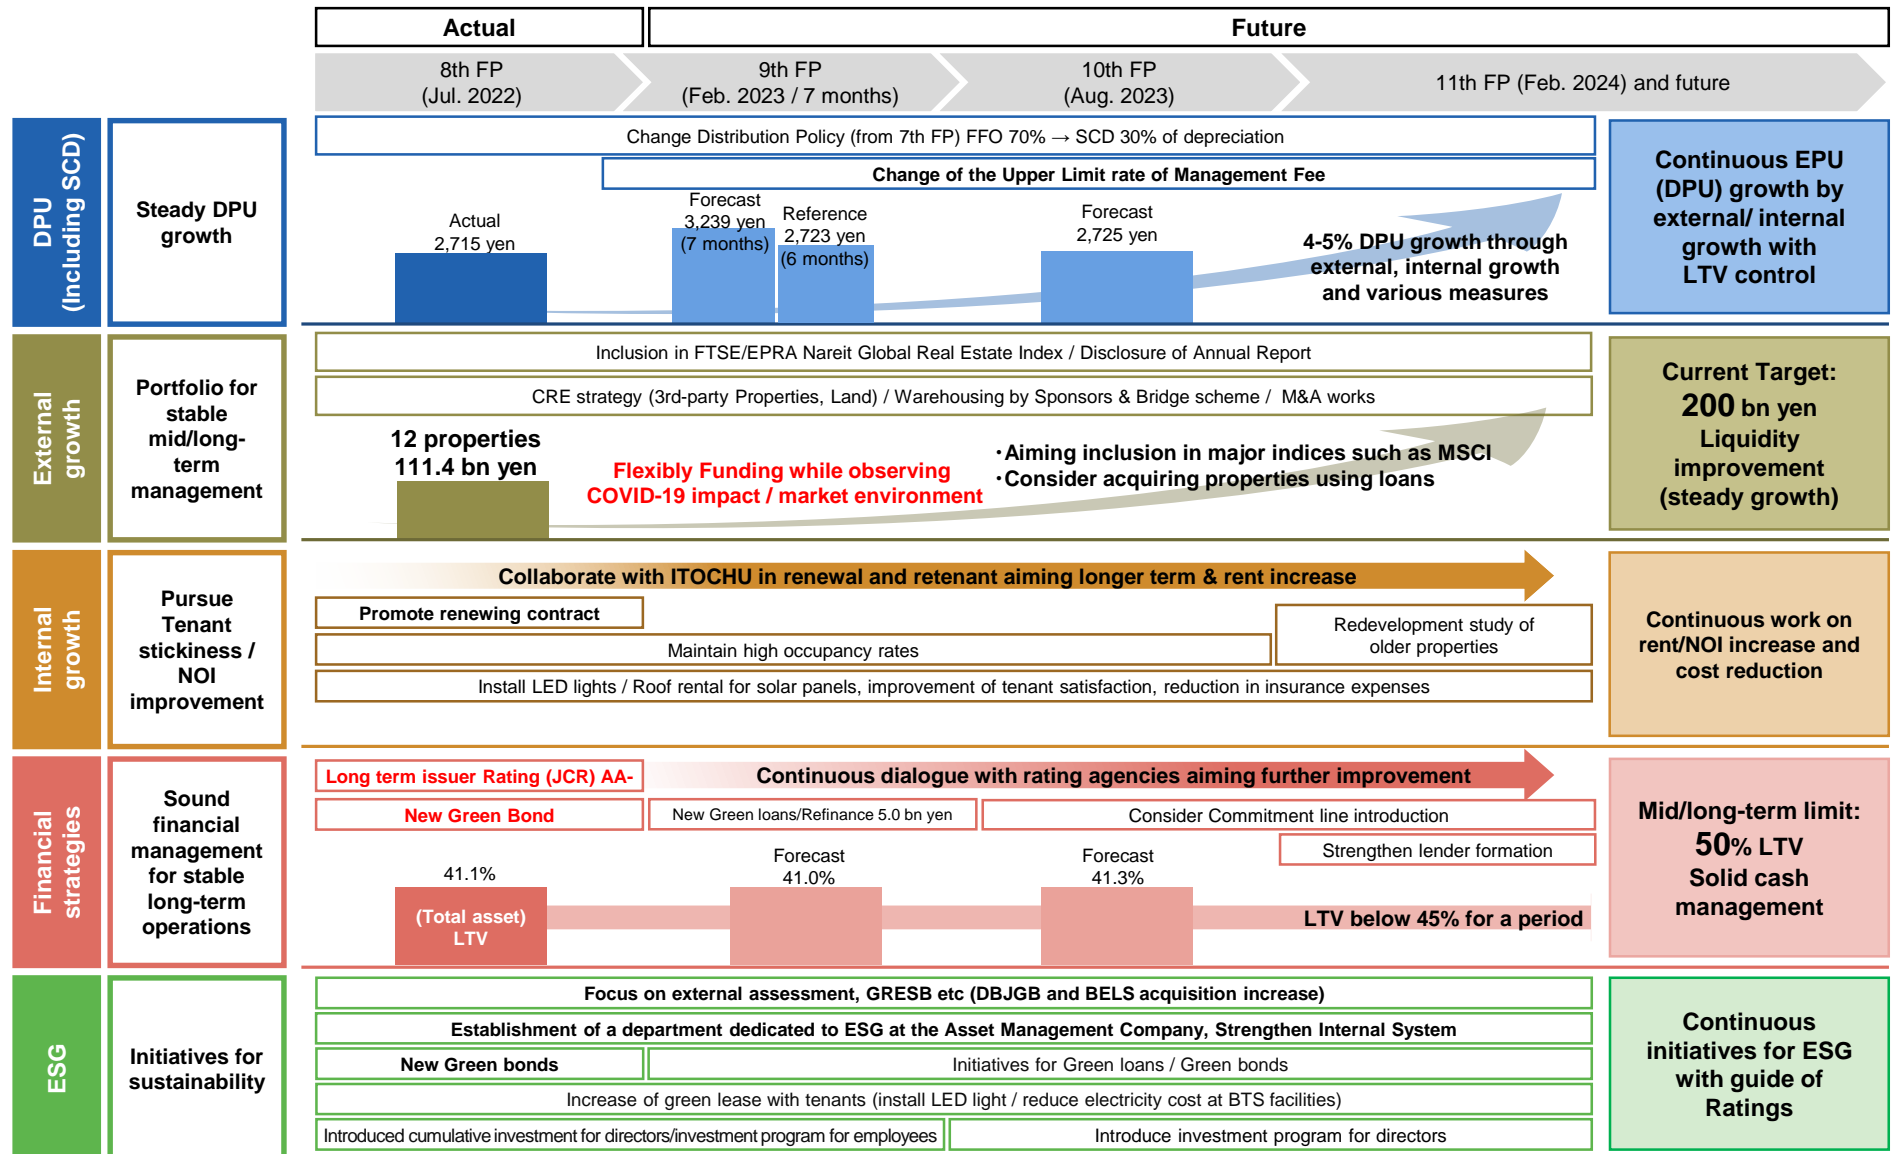 Actual
Future
8th FP
(Jul. 2022)
9th FP
(Feb. 2023 / 7 months)
10th FP
(Aug. 2023)
11th FP (Feb. 2024) and future
DPU
(Including SCD)
Steady DPU
growth
Change Distribution Policy (from 7th FP) FFO 70% → SCD 30% of depreciation
Change of the Upper Limit rate of Management Fee
Actual
2,715 yen
Forecast
3,239 yen
(7 months)
Reference
2,723 yen
(6 months)
Forecast
2,725 yen
4-5% DPU growth through
external, internal growth
and various measures
Continuous EPU
(DPU) growth by
external/ internal
growth with
LTV control
External
growth
Portfolio for
stable
mid/long-
term
management
Inclusion in FTSE/EPRA Nareit Global Real Estate Index / Disclosure of Annual Report
CRE strategy (3rd-party Properties, Land) / Warehousing by Sponsors & Bridge scheme / M&A works
12 properties
111.4 bn yen
Flexibly Funding while observing
COVID-19 impact / market environment
・Aiming inclusion in major indices such as MSCI
・Consider acquiring properties using loans
Current Target:
200 bn yen
Liquidity
improvement
(steady growth)
Internal
growth
Pursue
Tenant
stickiness /
NOI
improvement
Collaborate with ITOCHU in renewal and retenant aiming longer term & rent increase
Promote renewing contract
Maintain high occupancy rates
Redevelopment study of
older properties
Install LED lights / Roof rental for solar panels, improvement of tenant satisfaction, reduction in insurance expenses
Continuous work on
rent/NOI increase and
cost reduction
Financial
strategies
Sound
financial
management
for stable
long-term
operations
Long term issuer Rating (JCR) AA-
Continuous dialogue with rating agencies aiming further improvement
New Green Bond
New Green loans/Refinance 5.0 bn yen
Consider Commitment line introduction
Strengthen lender formation
41.1%
(Total asset)
LTV
Forecast
41.0%
Forecast
41.3%
LTV below 45% for a period
Mid/long-term limit:
50% LTV
Solid cash
management
ESG
Initiatives for
sustainability
Focus on external assessment, GRESB etc (DBJGB and BELS acquisition increase)
Establishment of a department dedicated to ESG at the Asset Management Company, Strengthen Internal System
New Green bonds
Initiatives for Green loans / Green bonds
Increase of green lease with tenants (install LED light / reduce electricity cost at BTS facilities)
Introduced cumulative investment for directors/investment program for employees
Introduce investment program for directors
Continuous
initiatives for ESG
with guide of
Ratings